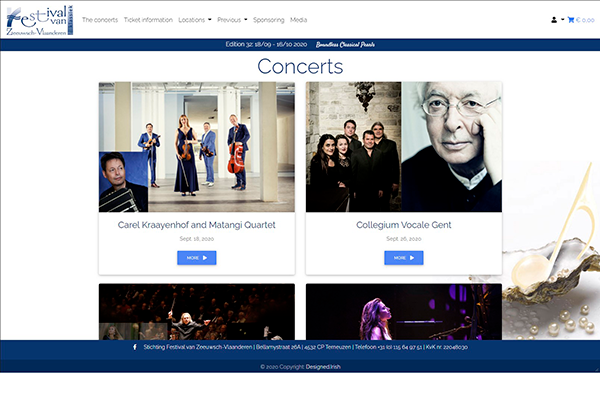 Festival
van
Zeeuwsch-Vlaanderen
The concerts Ticket information Locations Previous Sponsoring Media € 0,00
Edition 32: 18/09 - 16/10 2020 Boundless Classical Pearls
Concerts
Carel Kraayenhof and Matangi Quartet
Sept. 18, 2020
MORE
Collegium Vocale Gent
Sept. 26, 2020
MORE
Stichting Festival van Zeeuwsch-Vlaanderen | Bellamystraat 26A | 4532 CP Terneuzen | Telefoon +31 (0) 115 64 97 51 | KvK nr. 22048030
© 2020 Copyright: Designed.Irish